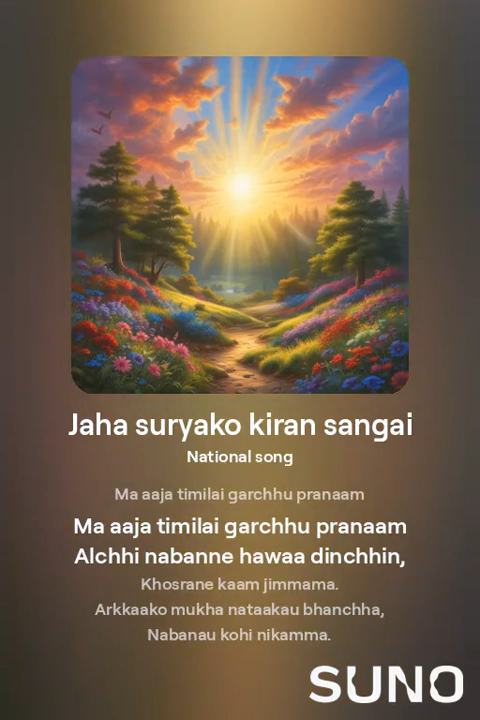 Jaha suryako kiran sangai
National song
Ma aaja timilai garchhu pranaam
Ma aaja timilai garchhu pranaam
Alchhi nabanne hawaa dinchhin,
Khosrane kaam jimmama.
Arkkaako mukha nataakau bhanchha,
Nabanau kohi nikamma.
SUNO